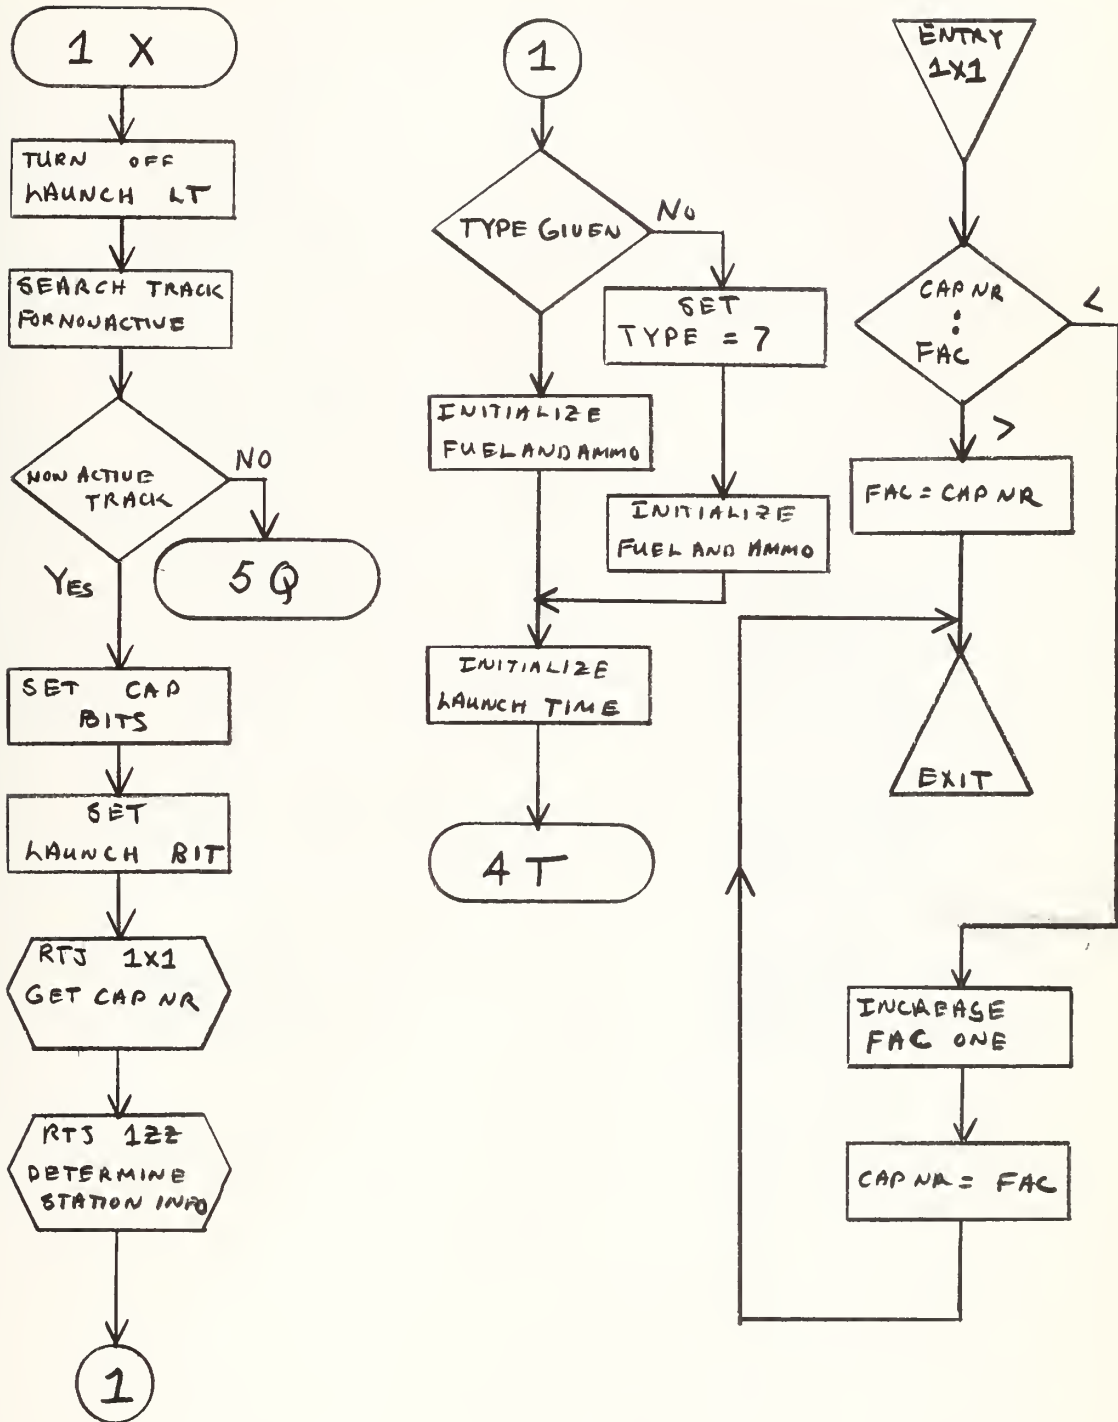 1 X
TURN OFF
LAUNCH LT
SEARCH TRACK
FOR NONACTIVE
NON ACTIVE
TRACK
NO
5 Q
YES
SET CAP
BITS
SET
LAUNCH BIT
RTJ 1X1
GET CAP NR
RTJ 1ZZ
DETERMINE
STATION INFO
1
1
TYPE GIVEN
NO
SET
TYPE = 7
INITIALIZE
FUEL AND AMMO
INITIALIZE
FUEL AND AMMO
INITIALIZE
LAUNCH TIME
4 T
ENTRY
1X1
CAP NR
:
FAC
<
>
FAC = CAP NR
EXIT
INCREASE
FAC ONE
CAP NR = FAC